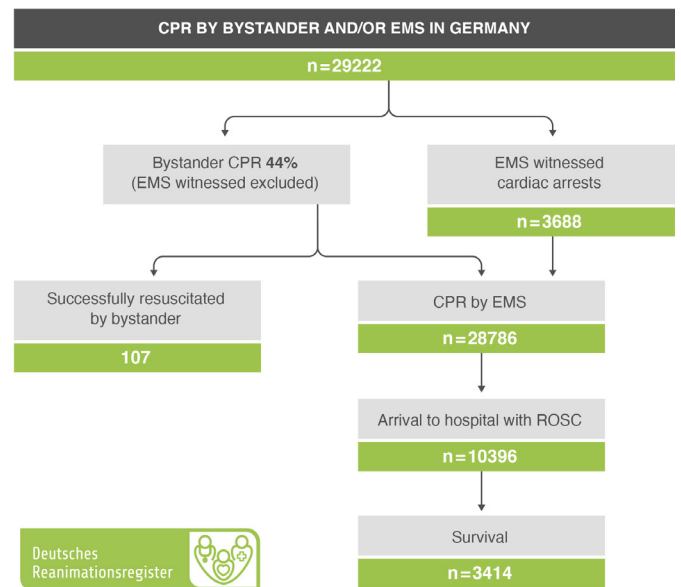 CPR BY BYSTANDER AND/OR EMS IN GERMANY
n=29222
Bystander CPR 44%
(EMS witnessed excluded)
EMS witnessed
cardiac arrests
n=3688
Successfully resuscitated
by bystander
107
CPR by EMS
n=28786
Arrival to hospital with ROSC
n=10396
Survival
n=3414
Deutsches
Reanimationsregister